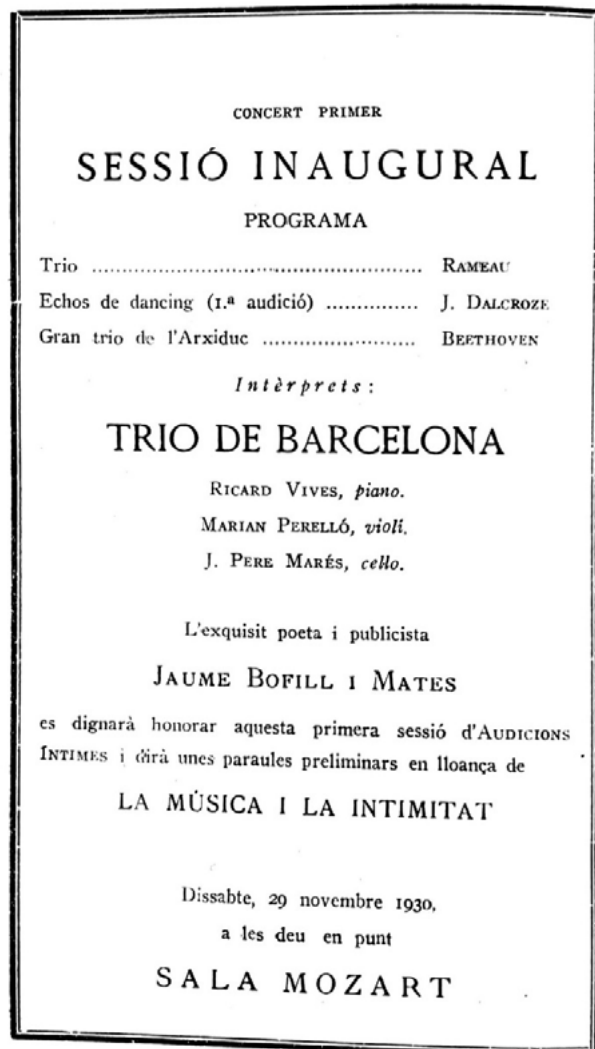 CONCERT PRIMER
SESSIÓ INAUGURAL
PROGRAMA
Trio ........................................................ RAMEAU
Echos de dancing (1.ª audició) ............... J. DALCROZE
Gran trio de l'Arxiduc .......................... BEETHOVEN
Intèrprets:
TRIO DE BARCELONA
RICARD VIVES, piano.
MARIAN PERELLÓ, violí.
J. PERE MARÉS, cel·lo.
L'exquisit poeta i publicista
JAUME BOFILL I MATES
es dignarà honorar aquesta primera sessió d'AUDICIONS
ÍNTIMES i dirà unes paraules preliminars en lloança de
LA MÚSICA I LA INTIMITAT
Dissabte, 29 novembre 1930,
a les deu en punt
SALA MOZART